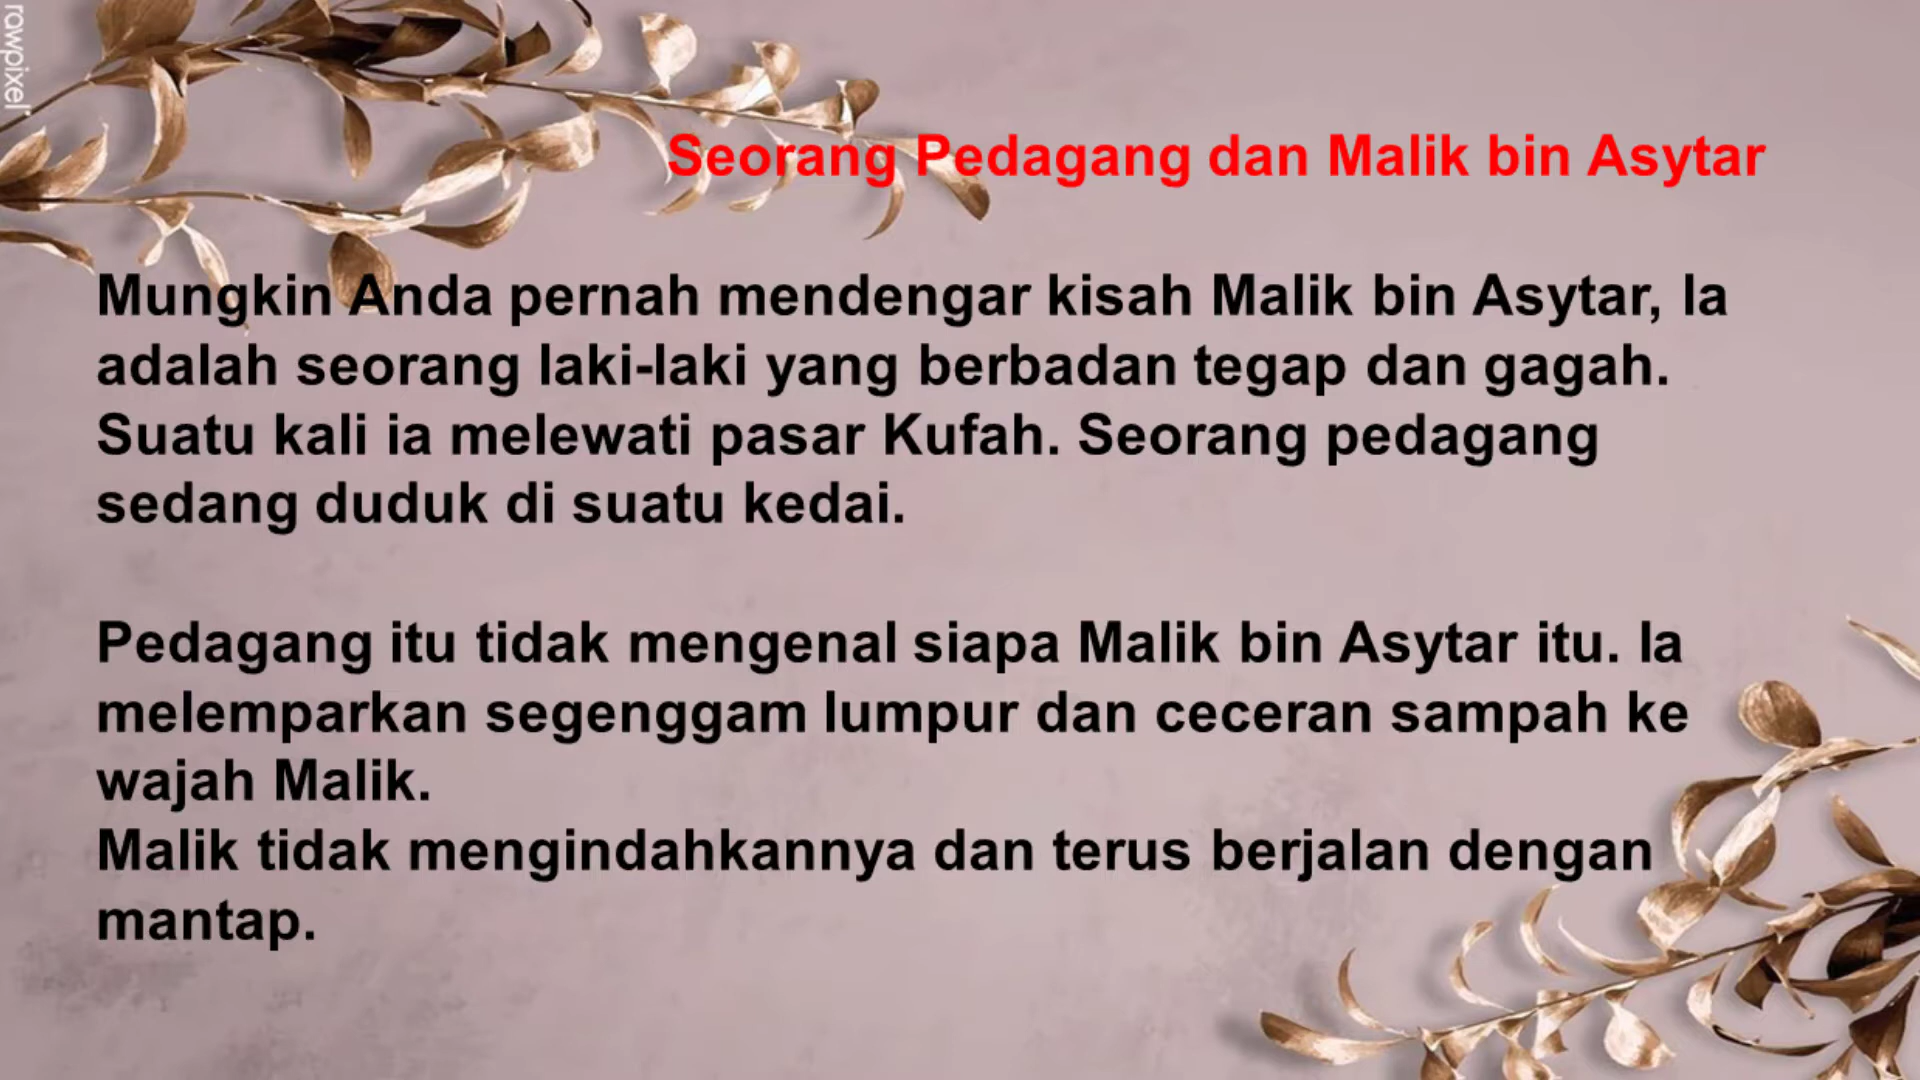 rawpixel
Seorang Pedagang dan Malik bin Asytar
Mungkin Anda pernah mendengar kisah Malik bin Asytar, Ia
adalah seorang laki-laki yang berbadan tegap dan gagah.
Suatu kali ia melewati pasar Kufah. Seorang pedagang
sedang duduk di suatu kedai.
Pedagang itu tidak mengenal siapa Malik bin Asytar itu. Ia
melemparkan segenggam lumpur dan ceceran sampah ke
wajah Malik.
Malik tidak mengindahkannya dan terus berjalan dengan
mantap.